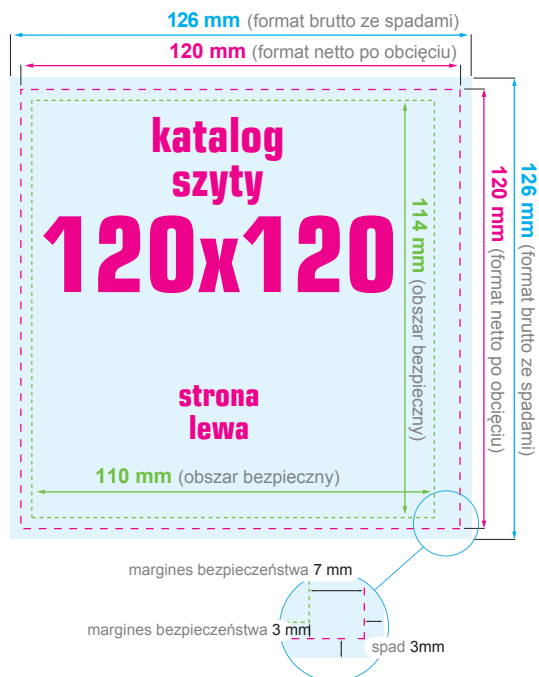 126 mm (format brutto ze spadami)
120 mm (format netto po obcięciu)
katalog
szyty
120x120
strona
lewa
114 mm (obszar bezpieczny)
120 mm (format netto po obcięciu)
126 mm (format brutto ze spadami)
110 mm (obszar bezpieczny)
margines bezpieczeństwa 7 mm
margines bezpieczeństwa 3 mm
spad 3mm